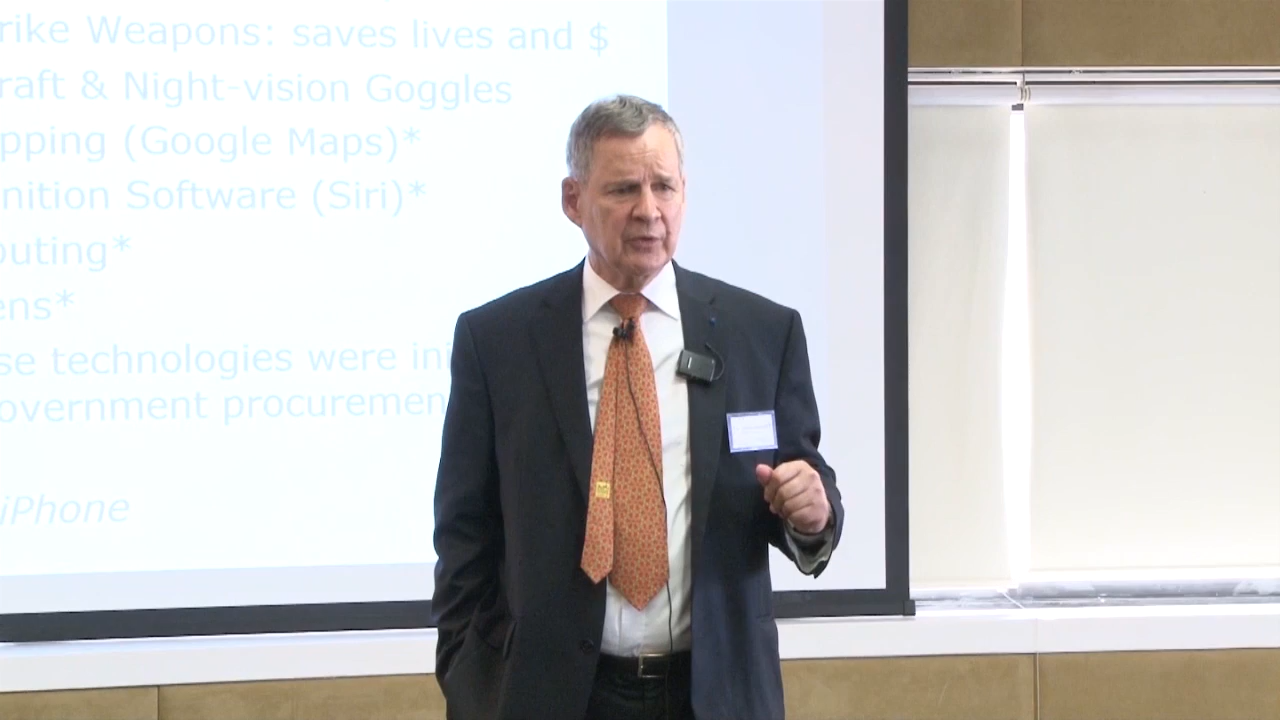 rike Weapons: saves lives and $
raft & Night-vision Goggles
pping (Google Maps)*
nition Software (Siri)*
outing*
ens*
se technologies were ini
overnment procuremen
iPhone